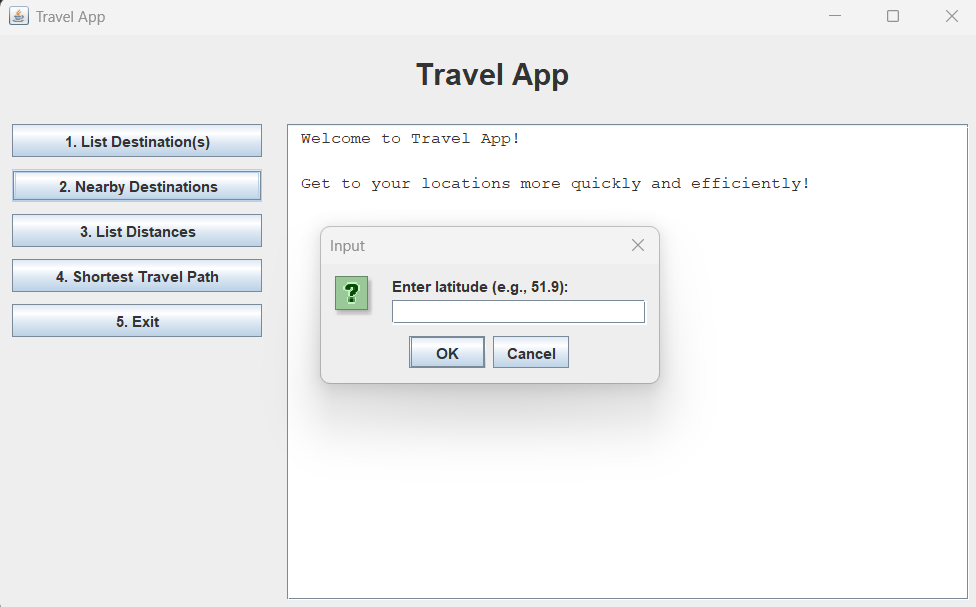 Travel App
Travel App
1. List Destination(s)
2. Nearby Destinations
3. List Distances
4. Shortest Travel Path
5. Exit
Welcome to Travel App!
Get to your locations more quickly and efficiently!
Input
?
Enter latitude (e.g., 51.9):
OK
Cancel